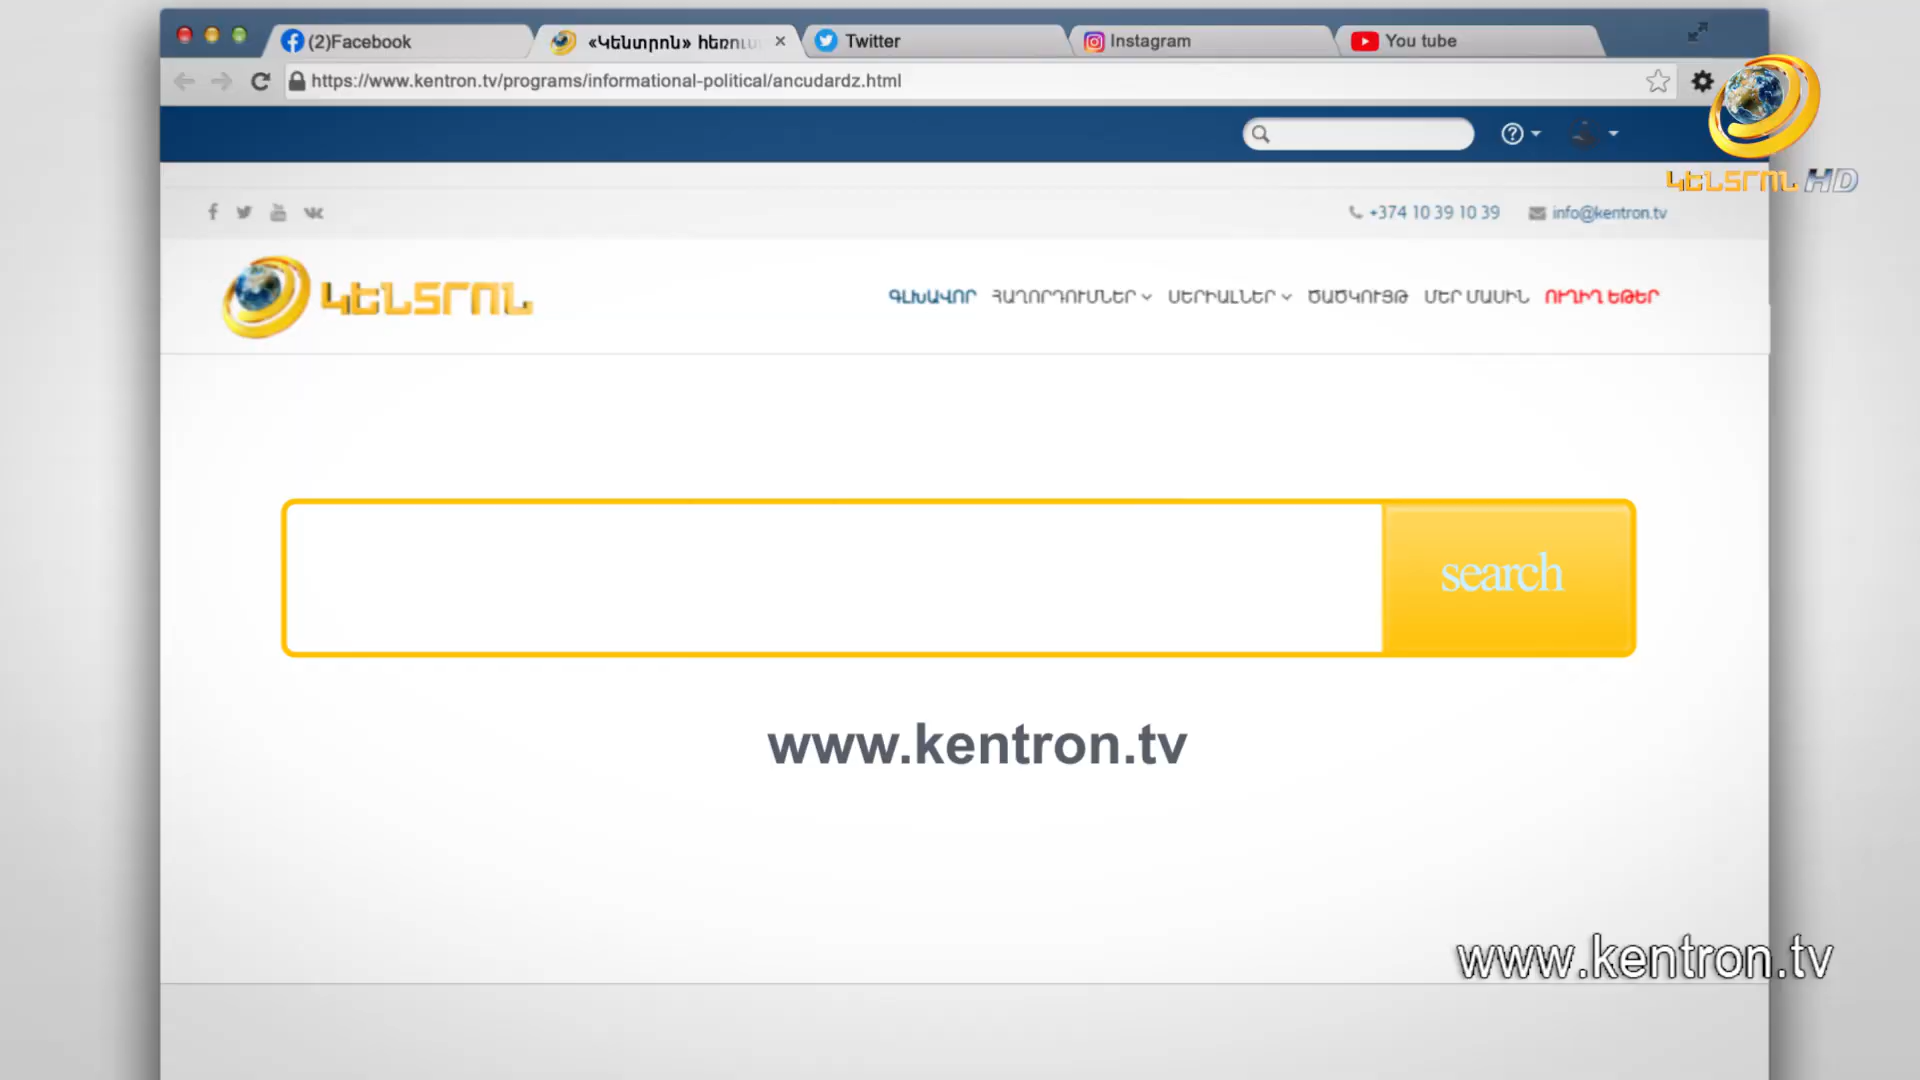 (2)Facebook
«Կենտրոն» հեռու
Twitter
Instagram
You tube
https://www.kentron.tv/programs/informational-political/ancudardz.html
ԿԵՆՏՐՈՆ HD
+374 10 39 10 39
info@kentron.tv
ԿԵՆՏՐՈՆ
ԳԼԽԱՎՈՐ ՀԱՂՈՐԴՈՒՄՆԵՐ ՍԵՐԻԱԼՆԵՐ ԾԱԾԿՈՒՅԹ ՄԵՐ ՄԱՍԻՆ ՈՒՂԻՂ ԵԹԵՐ
search
www.kentron.tv
www.kentron.tv